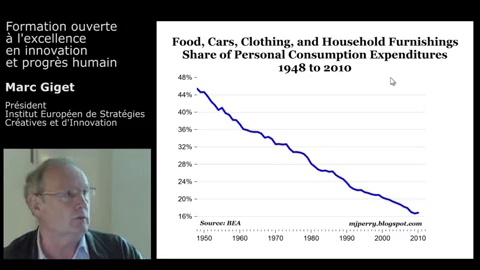 Formation ouverte
à l'excellence
en innovation
et progrès humain
Marc Giget
Président
Institut Européen de Stratégies
Créatives et d'Innovation
Food, Cars, Clothing, and Household Furnishings
Share of Personal Consumption Expenditures
1948 to 2010
48%
44%
40%
36%
32%
28%
24%
20%
16%
Source: BEA
mjperry.blogspot.com
1950
1960
1970
1980
1990
2000
2010